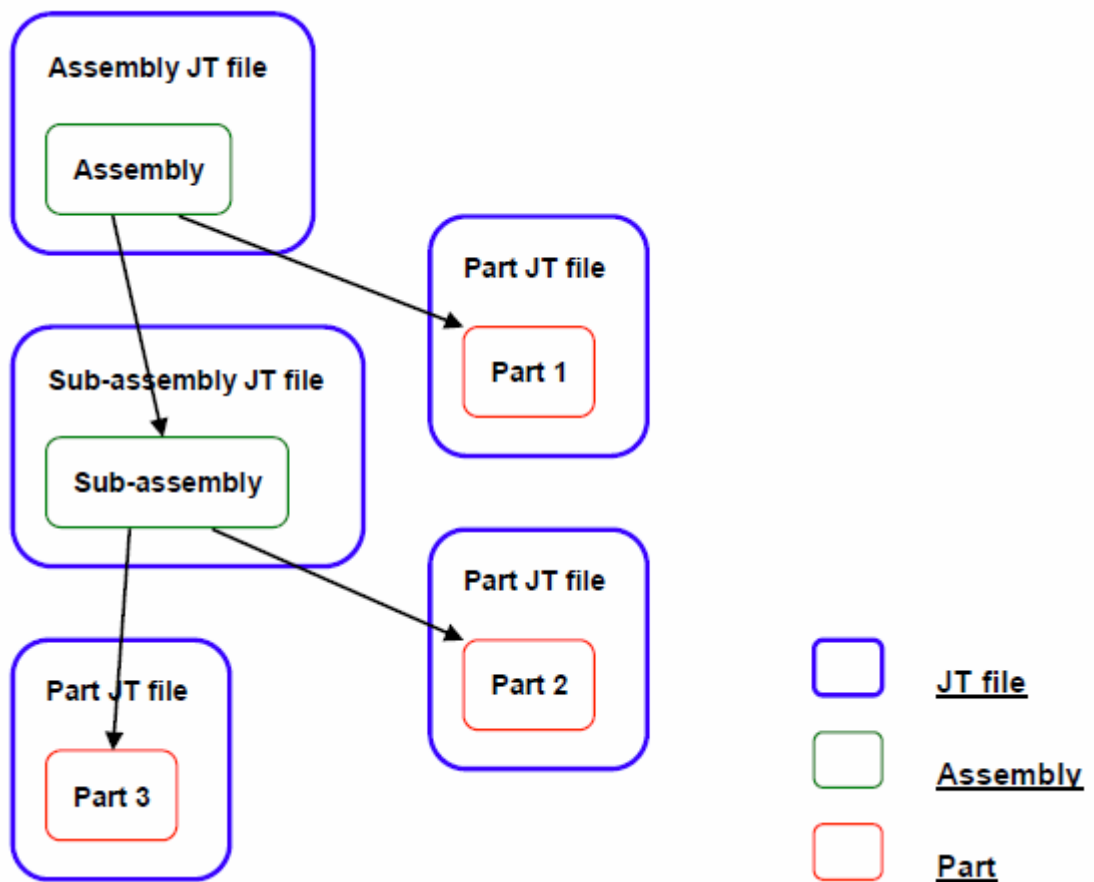 Assembly JT file
Assembly
Part JT file
Part 1
Sub-assembly JT file
Sub-assembly
Part JT file
Part 2
Part JT file
Part 3
JT file
Assembly
Part